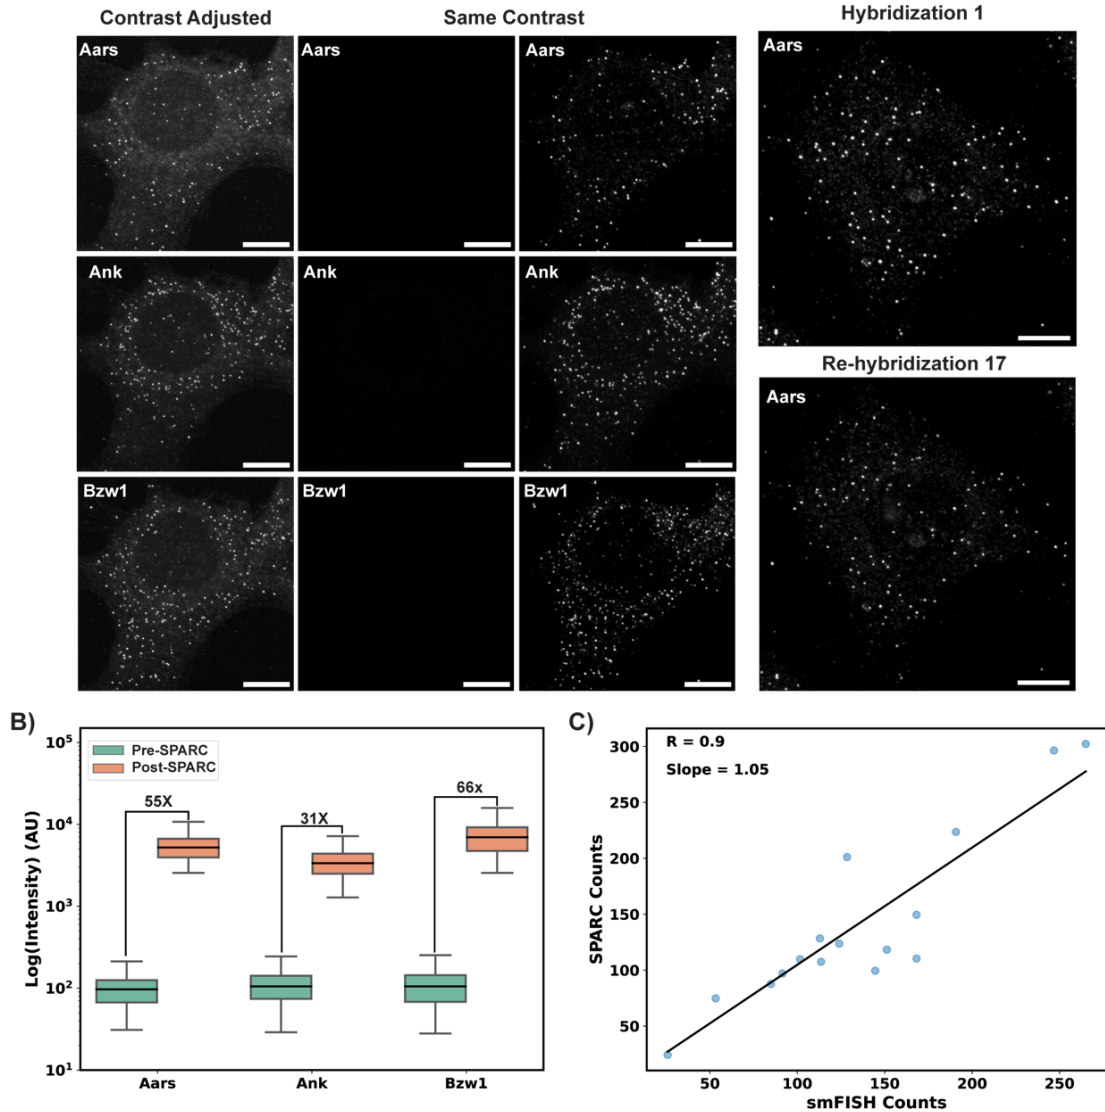 Contrast Adjusted
Same Contrast
Hybridization 1
Aars
Aars
Aars
Aars
Ank
Ank
Ank
Re-hybridization 17
Aars
Bzw1
Bzw1
Bzw1
B)
Log(Intensity) (AU)
10^5
10^4
10^3
10^2
10^1
Pre-SPARC
Post-SPARC
55X
31X
66x
Aars
Ank
Bzw1
C)
SPARC Counts
R = 0.9
Slope = 1.05
300
250
200
150
100
50
50
100
150
200
250
smFISH Counts